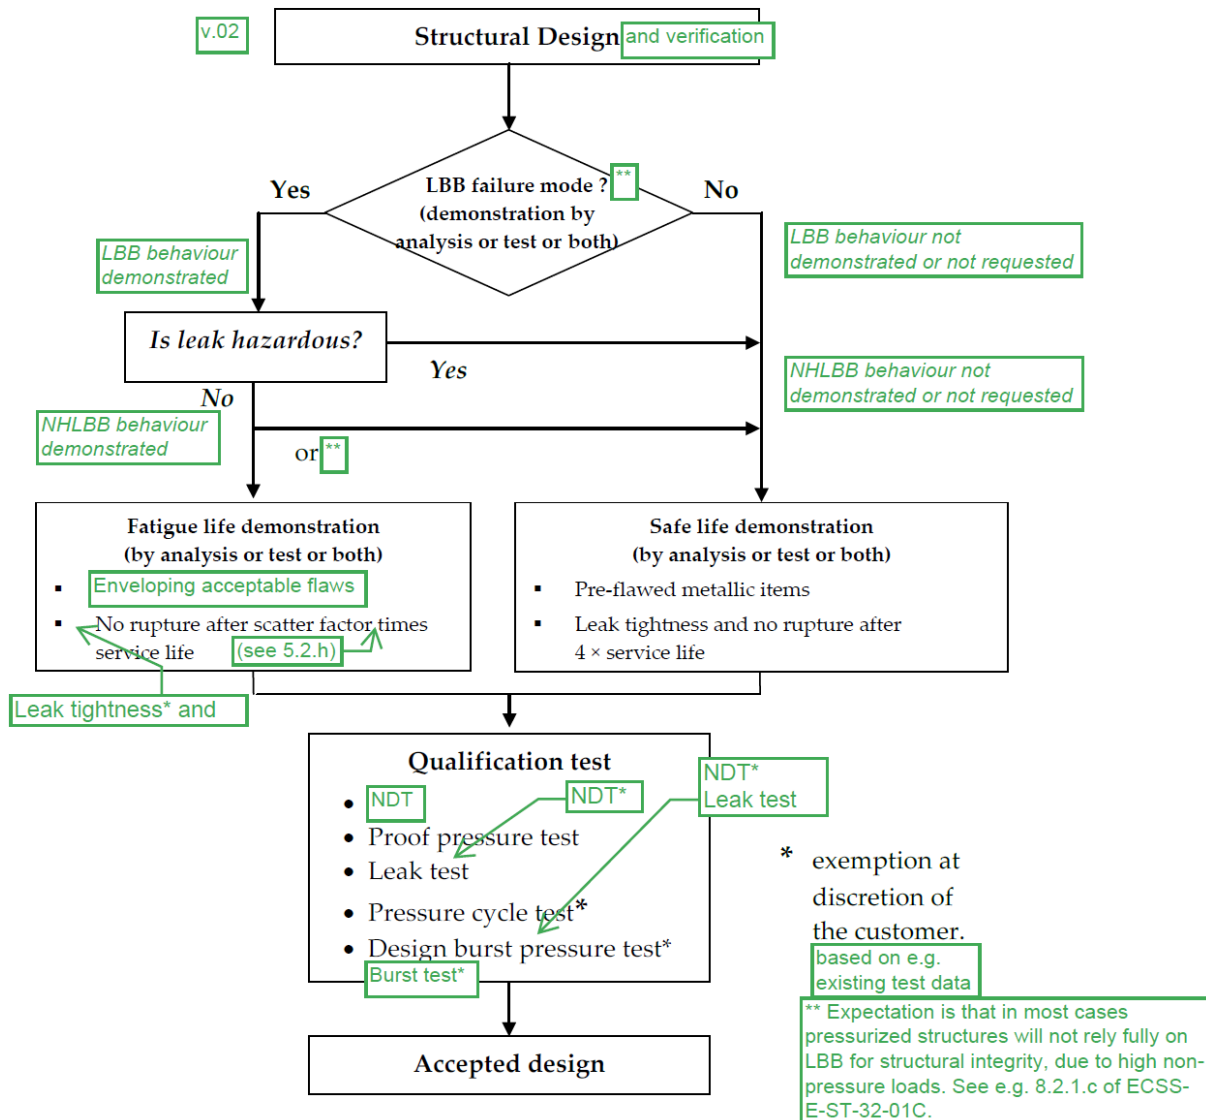 v.02
Structural Design and verification
Yes
LBB failure mode ? **
No
(demonstration by
analysis or test or both)
LBB behaviour
demonstrated
LBB behaviour not
demonstrated or not requested
Is leak hazardous?
Yes
No
NHLBB behaviour not
demonstrated or not requested
NHLBB behaviour
demonstrated
or **
Fatigue life demonstration
(by analysis or test or both)
▪ Enveloping acceptable flaws
▪ No rupture after scatter factor times
service life (see 5.2.h)
Leak tightness* and
Safe life demonstration
(by analysis or test or both)
▪ Pre-flawed metallic items
▪ Leak tightness and no rupture after
4 × service life
Qualification test
• NDT
NDT*
NDT*
Leak test
• Proof pressure test
• Leak test
• Pressure cycle test*
• Design burst pressure test*
Burst test*
* exemption at
discretion of
the customer.
based on e.g.
existing test data
** Expectation is that in most cases
pressurized structures will not rely fully on
LBB for structural integrity, due to high non-
pressure loads. See e.g. 8.2.1.c of ECSS-
E-ST-32-01C.
Accepted design